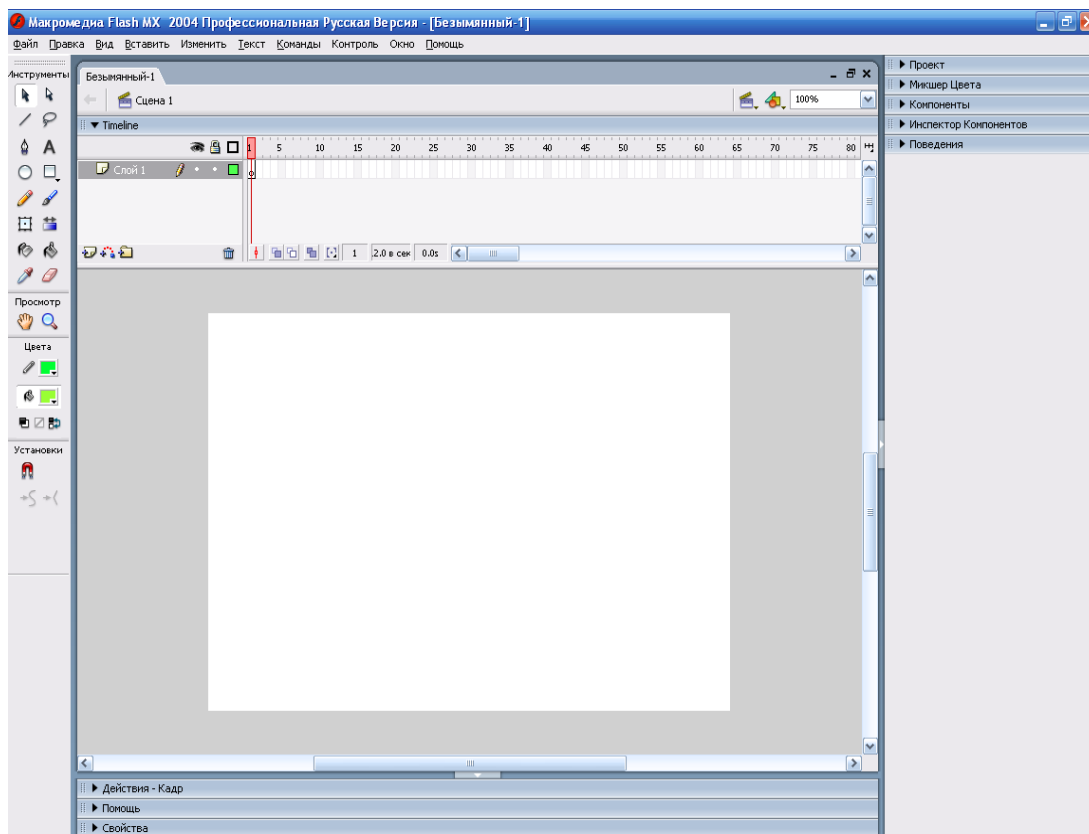 Макромедиа Flash MX 2004 Профессиональная Русская Версия - [Безымянный-1]
Файл Правка Вид Вставить Изменить Текст Команды Контроль Окно Помощь
Инструменты
Безымянный-1
Сцена 1
100%
Timeline
1 5 10 15 20 25 30 35 40 45 50 55 60 65 70 75 80
Слой 1
1 2.0 в сек 0.0s
Просмотр
Цвета
Установки
Проект
Микшер Цвета
Компоненты
Инспектор Компонентов
Поведения
Действия - Кадр
Помощь
Свойства